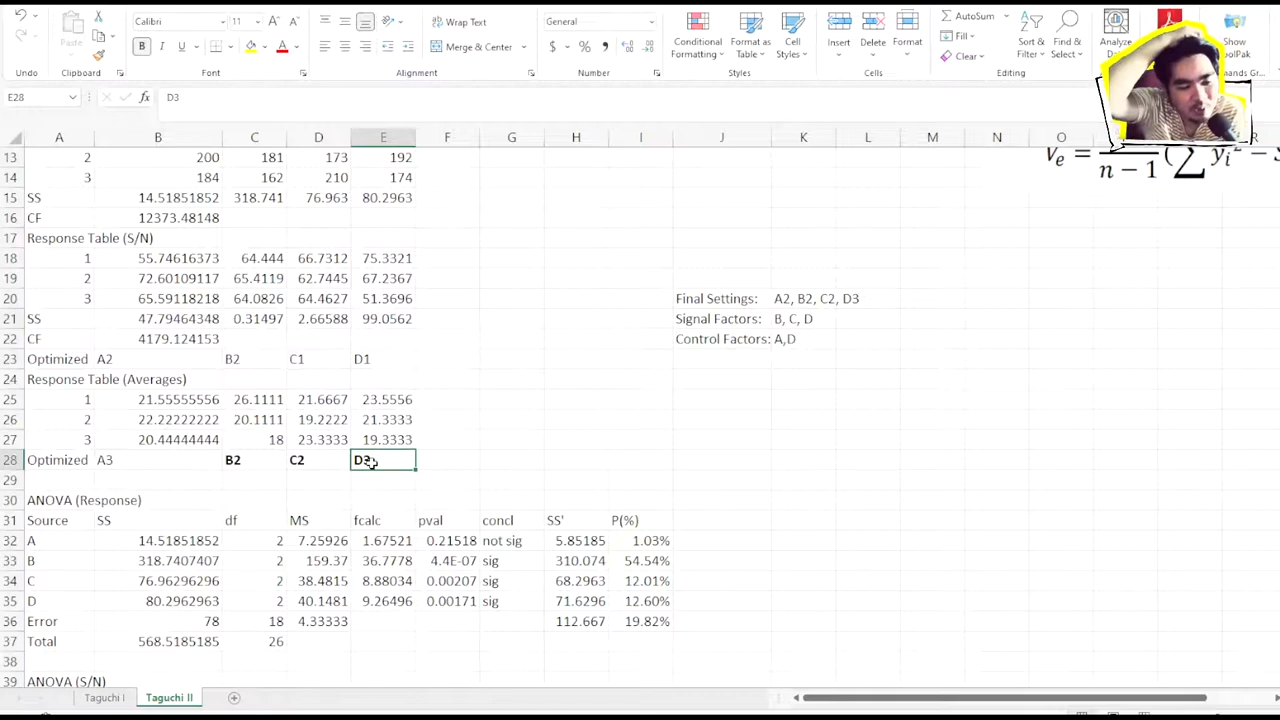 Calibri 11 Wrap Text General AutoSum
Fill
Merge & Center Conditional Formatting Format as Table Cell Styles Insert Delete Format Clear Sort & Filter Find & Select Analyze Show
Paste
B I U A $ % 9
Undo Clipboard Font Alignment Number Styles Cells Editing
E28 fx D3
A B C D E F G H I J K L M N O
13 2 200 181 173 192
14 3 184 162 210 174
15 SS 14.51851852 318.741 76.963 80.2963
16 CF 12373.48148
17 Response Table (S/N)
18 1 55.74616373 64.444 66.7312 75.3321
19 2 72.60109117 65.4119 62.7445 67.2367
20 3 65.59118218 64.0826 64.4627 51.3696 Final Settings: A2, B2, C2, D3
21 SS 47.79464348 0.31497 2.66588 99.0562 Signal Factors: B, C, D
22 CF 4179.124153 Control Factors: A,D
23 Optimized A2 B2 C1 D1
24 Response Table (Averages)
25 1 21.55555556 26.1111 21.6667 23.5556
26 2 22.22222222 20.1111 19.2222 21.3333
27 3 20.44444444 18 23.3333 19.3333
28 Optimized A3 B2 C2 D3
29
30 ANOVA (Response)
31 Source SS df MS fcalc pval concl SS' P(%)
32 A 14.51851852 2 7.25926 1.67521 0.21518 not sig 5.85185 1.03%
33 B 318.7407407 2 159.37 36.7778 4.4E-07 sig 310.074 54.54%
34 C 76.96296296 2 38.4815 8.88034 0.00207 sig 68.2963 12.01%
35 D 80.2962963 2 40.1481 9.26496 0.00171 sig 71.6296 12.60%
36 Error 78 18 4.33333 112.667 19.82%
37 Total 568.5185185 26
38
39 ANOVA (S/N)
Taguchi I Taguchi II